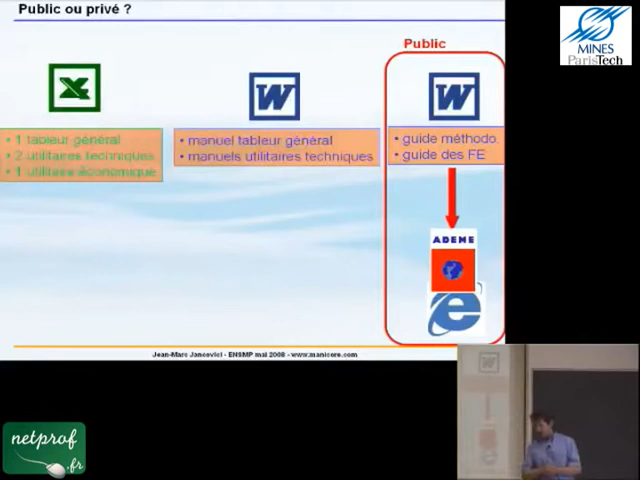 Public ou privé ?
MINES
ParisTech
Public
X
W
W
• 1 tableur général
• 2 utilitaires techniques
• 1 utilitaire économique
• manuel tableur général
• manuels utilitaires techniques
• guide méthodo.
• guide des FE
ADEME
e
Jean-Marc Jancovici - ENSMP mai 2008 - www.manicore.com
netprof
.fr